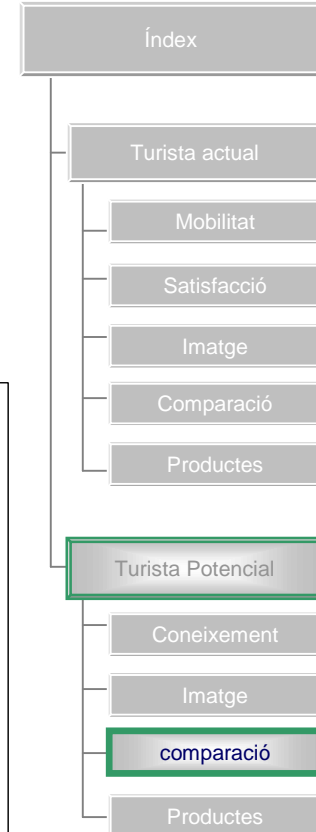 Índex
Turista actual
Mobilitat
Satisfacció
Imatge
Comparació
Productes
Turista Potencial
Coneixement
Imatge
comparació
Productes